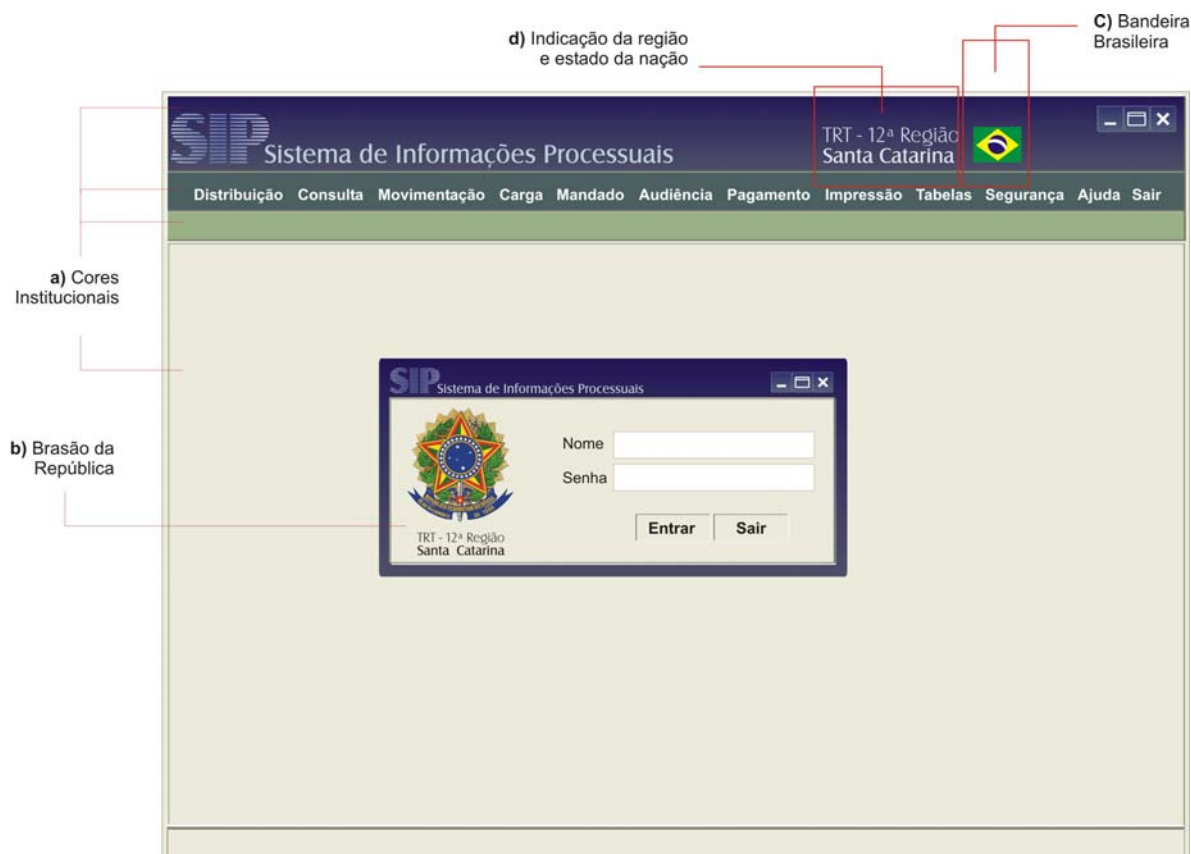 C) Bandeira
Brasileira
d) Indicação da região
e estado da nação
SIP Sistema de Informações Processuais
TRT - 12ª Região
Santa Catarina
Distribuição Consulta Movimentação Carga Mandado Audiência Pagamento Impressão Tabelas Segurança Ajuda Sair
a) Cores
Institucionais
SIP Sistema de Informações Processuais
b) Brasão da
República
Nome
Senha
Entrar Sair
TRT - 12ª Região
Santa Catarina